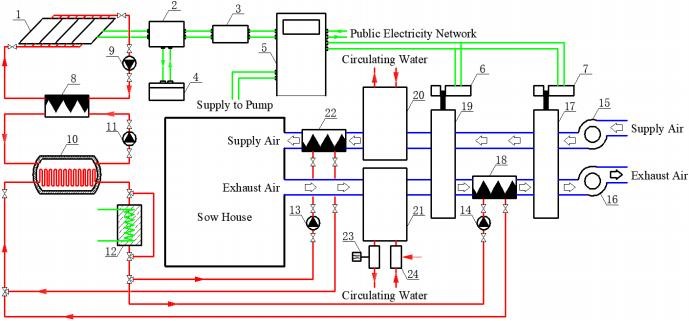 1
2
3
Public Electricity Network
9
5
Circulating Water
4
6
7
8
Supply to Pump
20
19
17
15
11
22
Supply Air
Supply Air
10
18
Exhaust Air
Exhaust Air
16
Sow House
13
21
14
12
23
24
Circulating Water